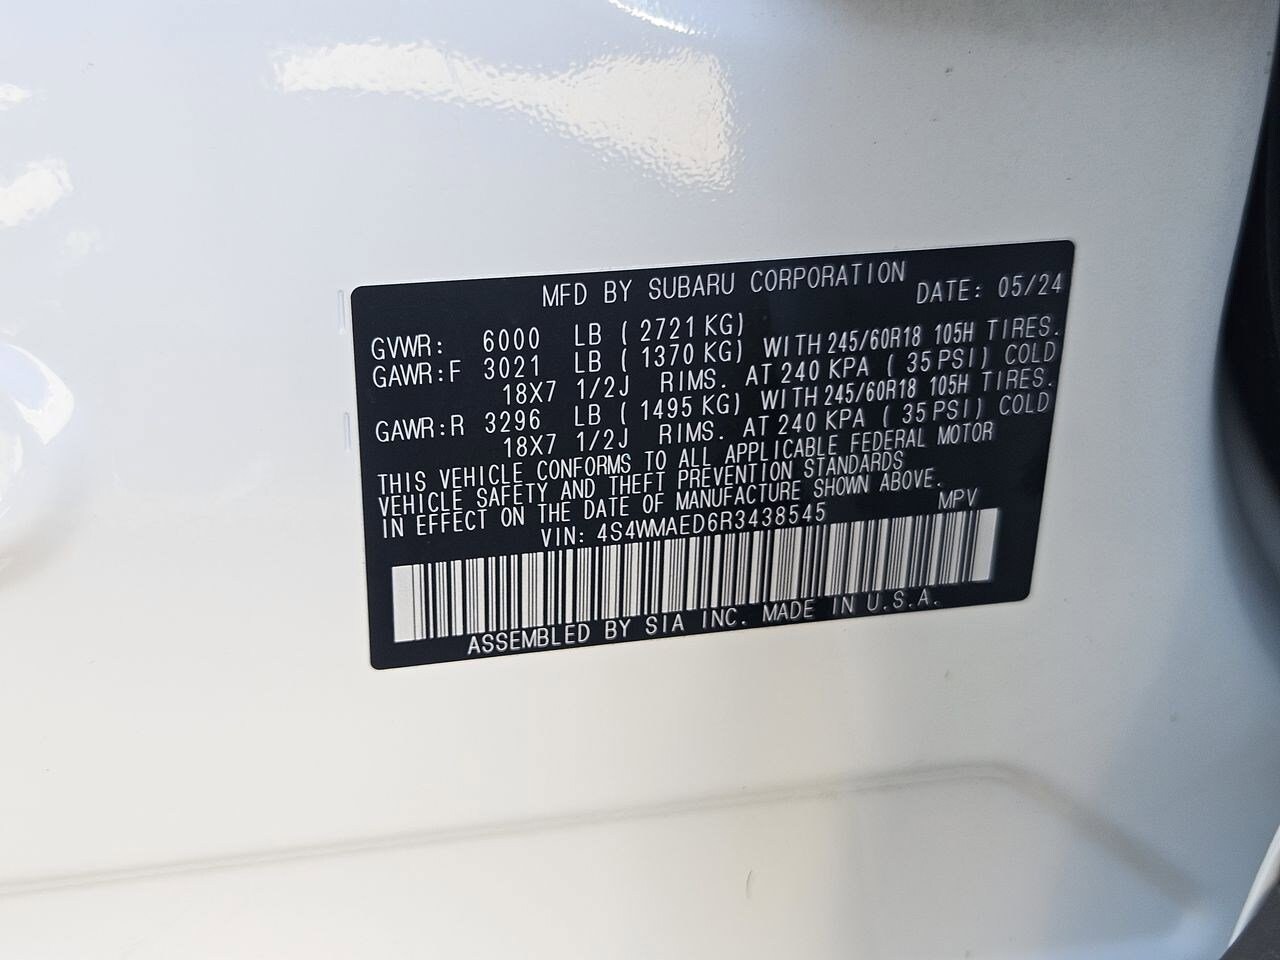 MFD BY SUBARU CORPORATION DATE: 05/24
GVWR: 6000 LB ( 2721 KG)
GAWR:F 3021 LB ( 1370 KG) WITH 245/60R18 105H TIRES.
18X7 1/2J RIMS. AT 240 KPA ( 35 PSI) COLD
GAWR:R 3296 LB ( 1495 KG) WITH 245/60R18 105H TIRES.
18X7 1/2J RIMS. AT 240 KPA ( 35 PSI) COLD
THIS VEHICLE CONFORMS TO ALL APPLICABLE FEDERAL MOTOR
VEHICLE SAFETY AND THEFT PREVENTION STANDARDS
IN EFFECT ON THE DATE OF MANUFACTURE SHOWN ABOVE.
VIN: 4S4WMAED6R3438545 MPV
ASSEMBLED BY SIA INC. MADE IN U.S.A.